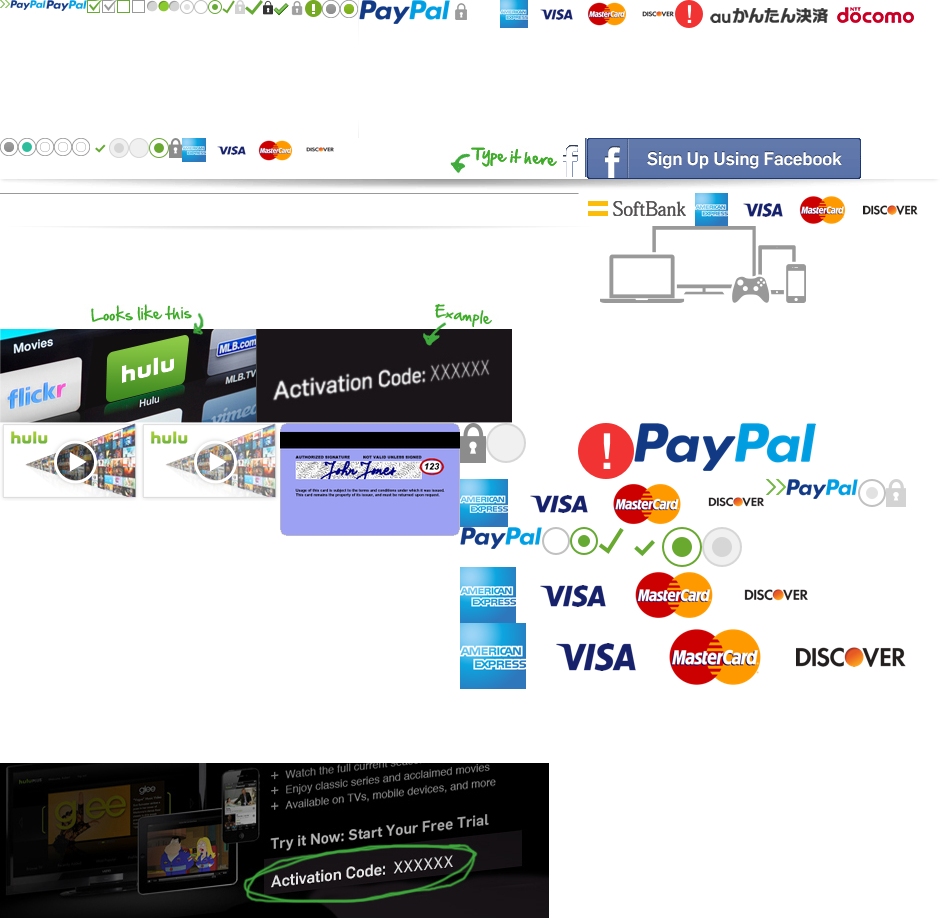 PayPal PayPal PayPal AMERICAN EXPRESS VISA MasterCard DISCOVER auかんたん決済 NTT docomo
AMERICAN EXPRESS VISA MasterCard DISCOVER
Type it here
Sign Up Using Facebook
SoftBank AMERICAN EXPRESS VISA MasterCard DISCOVER
Looks like this
Example
Movies
flickr
hulu
Hulu
MLB.com
MLB.TV
vimeo
Activation Code: XXXXXX
hulu
hulu
AUTHORIZED SIGNATURE NOT VALID UNLESS SIGNED
John Jones
123
Usage of this card is subject to the terms and conditions under which it was issued.
This card remains the property of its issuer, and must be returned upon request.
PayPal
AMERICAN EXPRESS VISA MasterCard DISCOVER PayPal
PayPal
AMERICAN EXPRESS VISA MasterCard DISCOVER
AMERICAN EXPRESS VISA MasterCard DISCOVER
+ Watch the full current
+ Enjoy classic series and acclaimed movies
+ Available on TVs, mobile devices, and more
glee
glee
Try it Now: Start Your Free Trial
Activation Code: XXXXXX